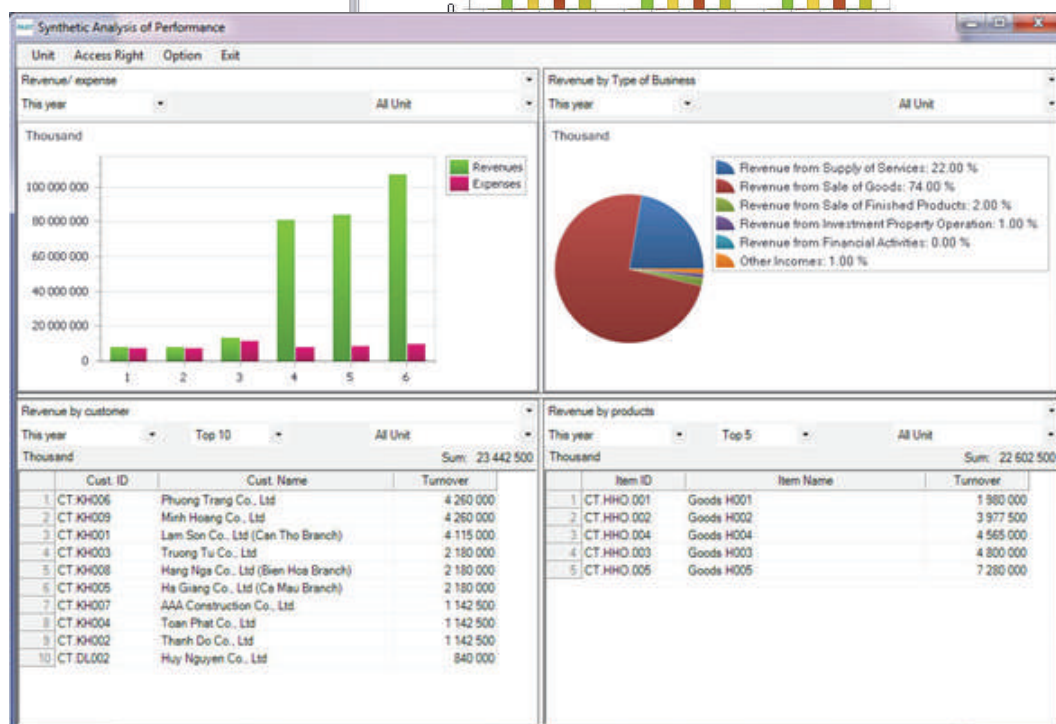 0
Synthetic Analysis of Performance
Unit Access Right Option Exit
Revenue/ expense
This year All Unit
Thousand
100 000 000
80 000 000
60 000 000
40 000 000
20 000 000
0
1 2 3 4 5 6
Revenues
Expenses
Revenue by Type of Business
This year All Unit
Thousand
Revenue from Supply of Services: 22.00 %
Revenue from Sale of Goods: 74.00 %
Revenue from Sale of Finished Products: 2.00 %
Revenue from Investment Property Operation: 1.00 %
Revenue from Financial Activities: 0.00 %
Other Incomes: 1.00 %
Revenue by customer
This year Top 10 All Unit
Thousand Sum: 23 442 500
Cust. ID Cust. Name Turnover
1 CT.KH006 Phuong Trang Co., Ltd 4 260 000
2 CT.KH009 Minh Hoang Co., Ltd 4 260 000
3 CT.KH001 Lam Son Co., Ltd (Can Tho Branch) 4 115 000
4 CT.KH003 Truong Tu Co., Ltd 2 180 000
5 CT.KH008 Hang Nga Co., Ltd (Bien Hoa Branch) 2 180 000
6 CT.KH005 Ha Giang Co., Ltd (Ca Mau Branch) 2 180 000
7 CT.KH007 AAA Construction Co., Ltd 1 142 500
8 CT.KH004 Toan Phat Co., Ltd 1 142 500
9 CT.KH002 Thanh Do Co., Ltd 1 142 500
10 CT.DL002 Huy Nguyen Co., Ltd 840 000
Revenue by products
This year Top 5 All Unit
Thousand Sum: 22 602 500
Item ID Item Name Turnover
1 CT.HHO.001 Goods H001 1 980 000
2 CT.HHO.002 Goods H002 3 977 500
3 CT.HHO.004 Goods H004 4 565 000
4 CT.HHO.003 Goods H003 4 800 000
5 CT.HHO.005 Goods H005 7 280 000